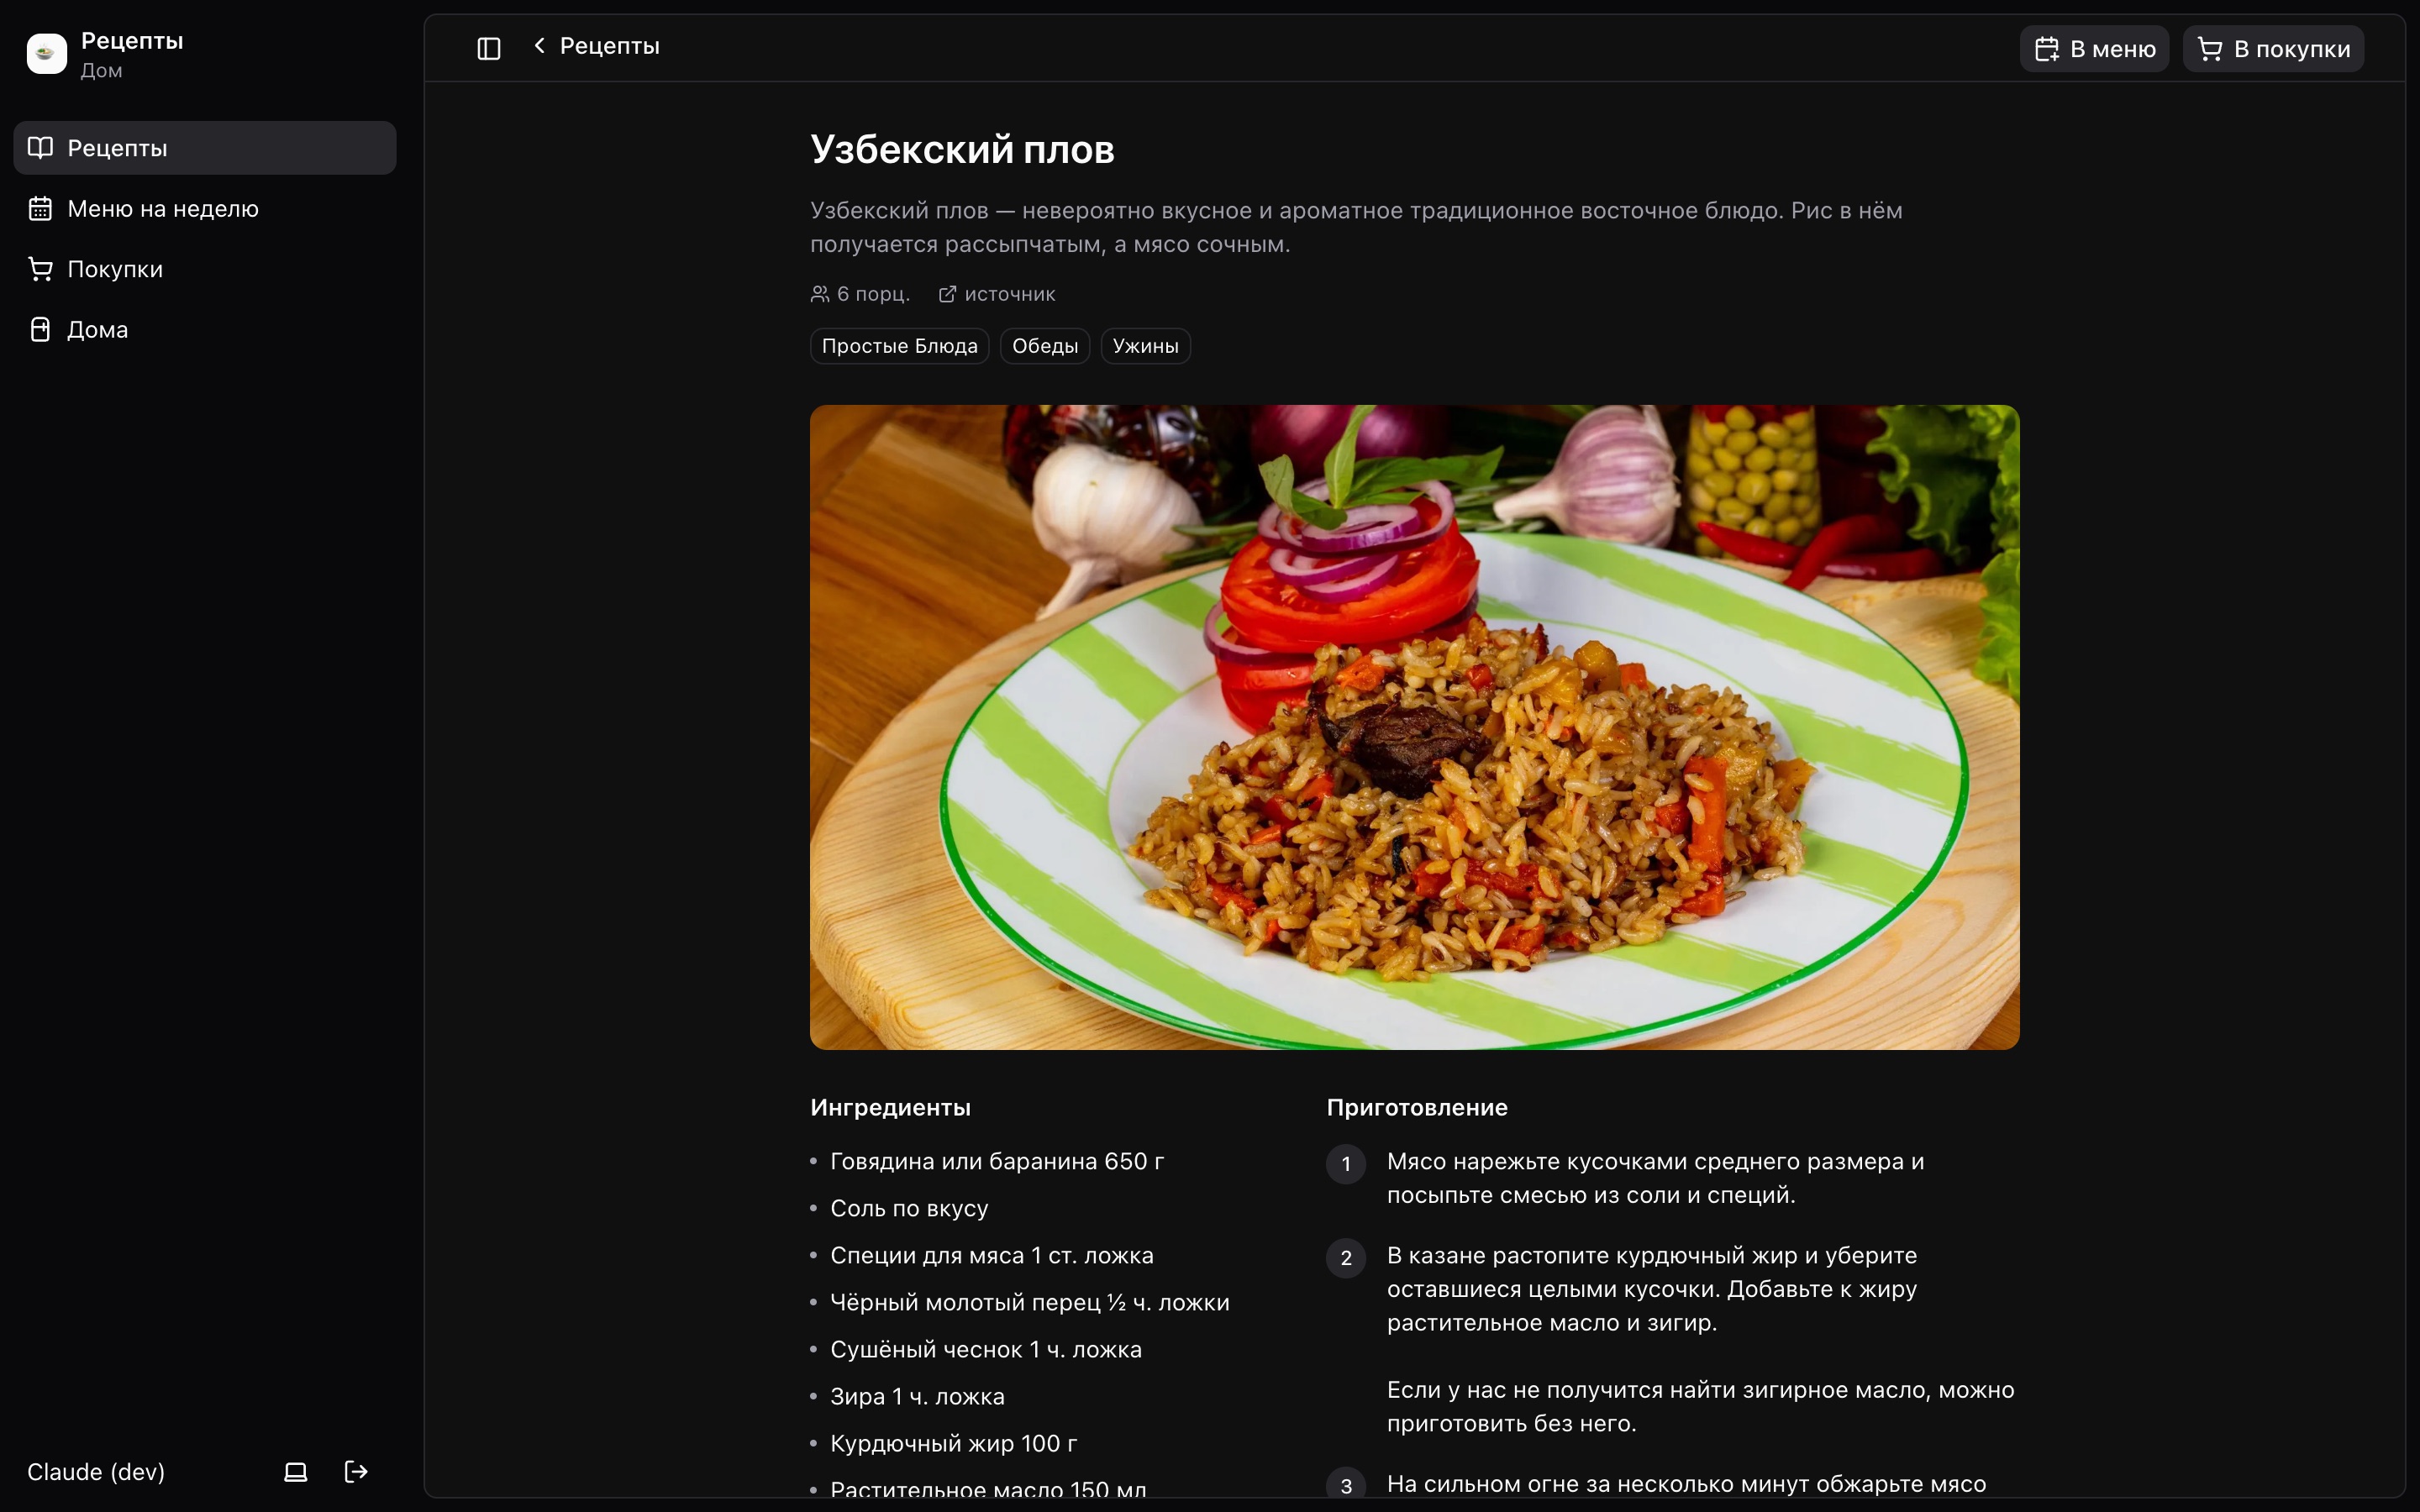 Рецепты
Дом
Рецепты
Меню на неделю
Покупки
Дома
Claude (dev)
Рецепты
В меню
В покупки
Узбекский плов
Узбекский плов — невероятно вкусное и ароматное традиционное восточное блюдо. Рис в нём
получается рассыпчатым, а мясо сочным.
6 порц.
источник
Простые Блюда
Обеды
Ужины
Ингредиенты
Говядина или баранина 650 г
Соль по вкусу
Специи для мяса 1 ст. ложка
Чёрный молотый перец ½ ч. ложки
Сушёный чеснок 1 ч. ложка
Зира 1 ч. ложка
Курдючный жир 100 г
Растительное масло 150 мл
Приготовление
1
Мясо нарежьте кусочками среднего размера и
посыпьте смесью из соли и специй.
2
В казане растопите курдючный жир и уберите
оставшиеся целыми кусочки. Добавьте к жиру
растительное масло и зигир.
Если у нас не получится найти зигирное масло, можно
приготовить без него.
3
На сильном огне за несколько минут обжарьте мясо